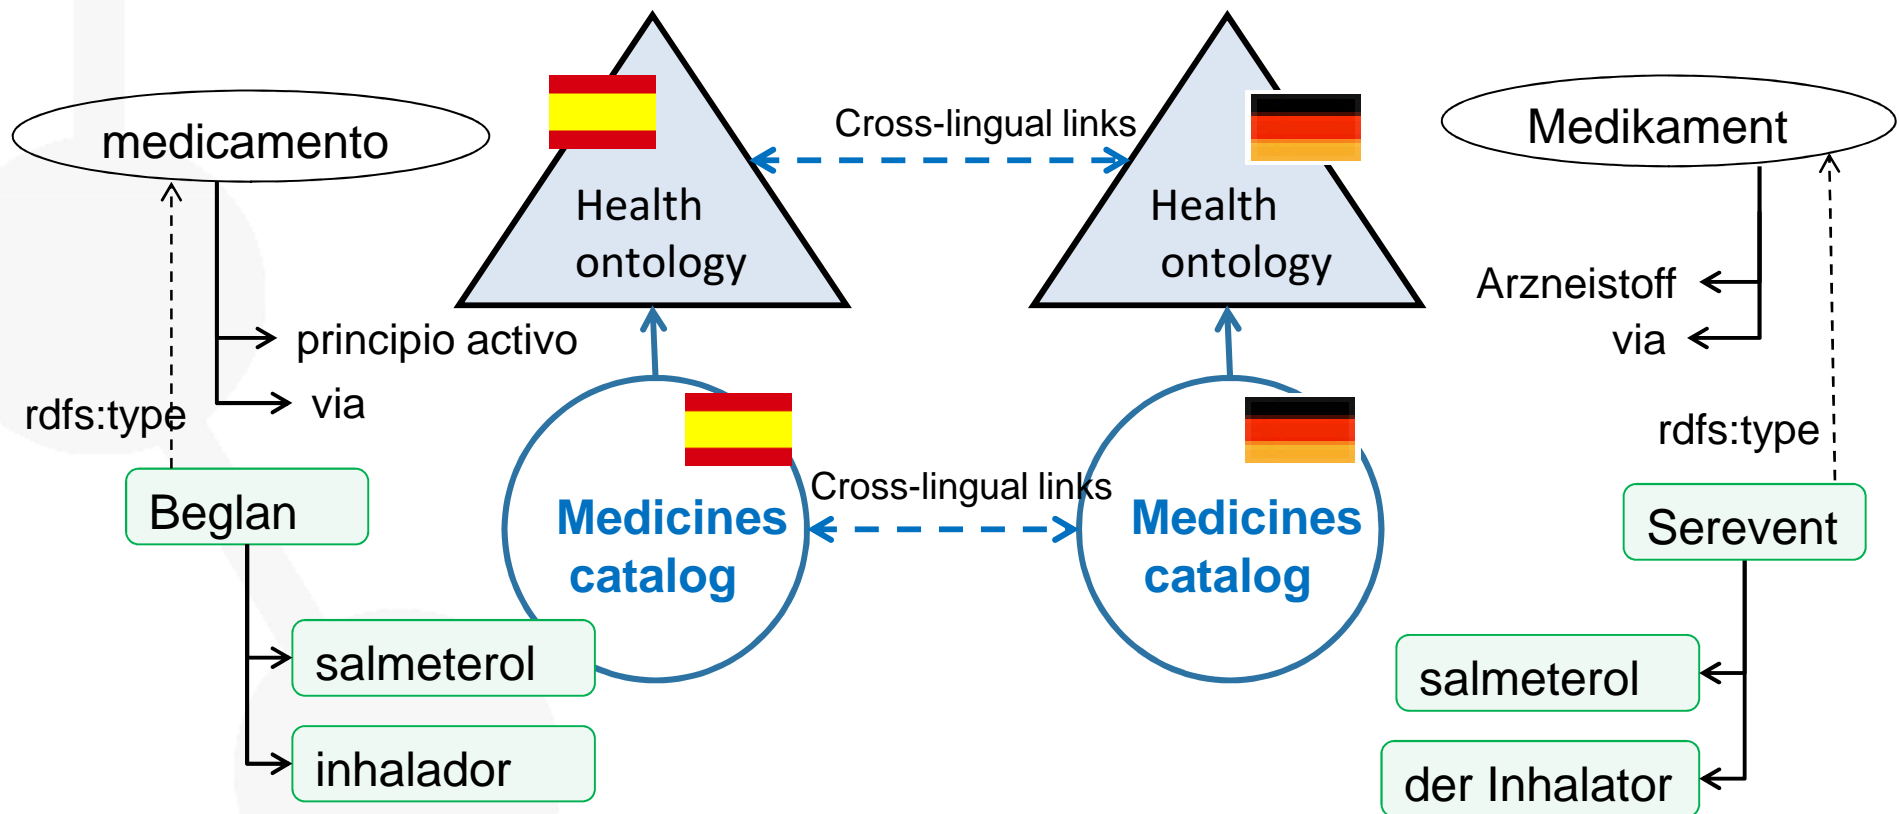 medicamento
Cross-lingual links
Medikament
Health
ontology
Health
ontology
principio activo
via
Arzneistoff
via
rdfs:type
rdfs:type
Beglan
Cross-lingual links
Medicines
catalog
Medicines
catalog
Serevent
salmeterol
inhalador
salmeterol
der Inhalator